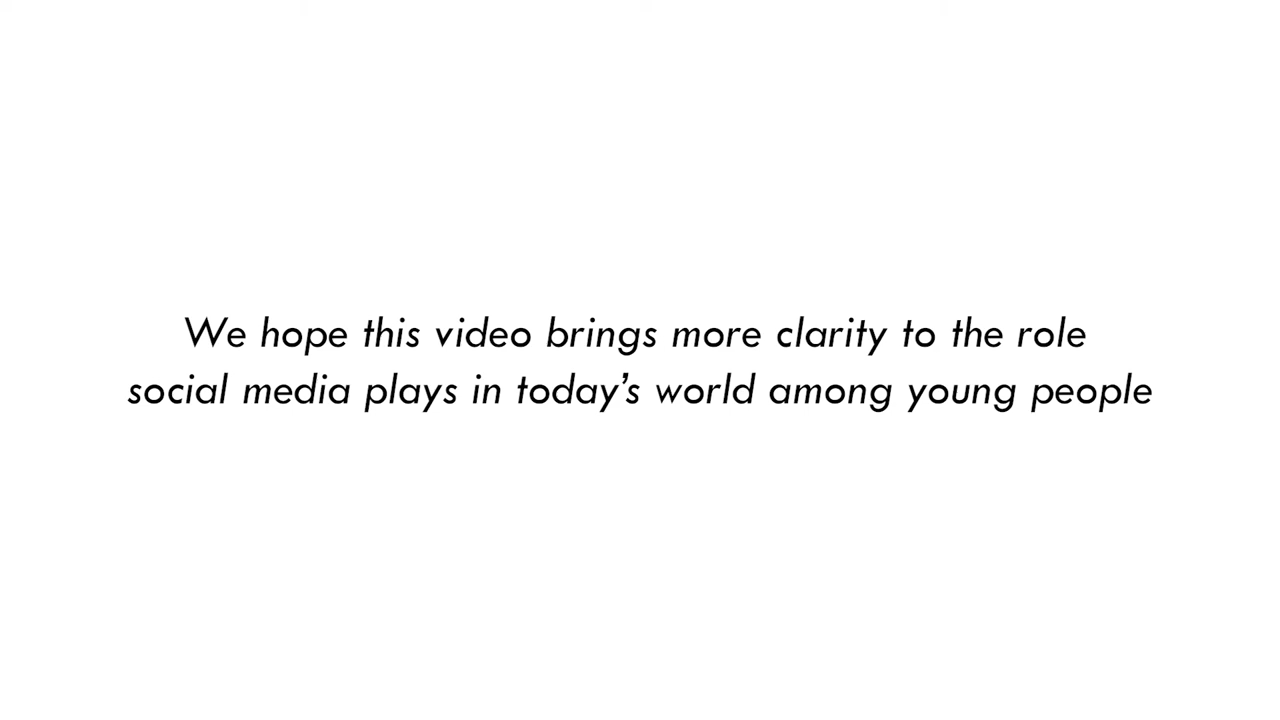 We hope this video brings more clarity to the role
social media plays in today’s world among young people